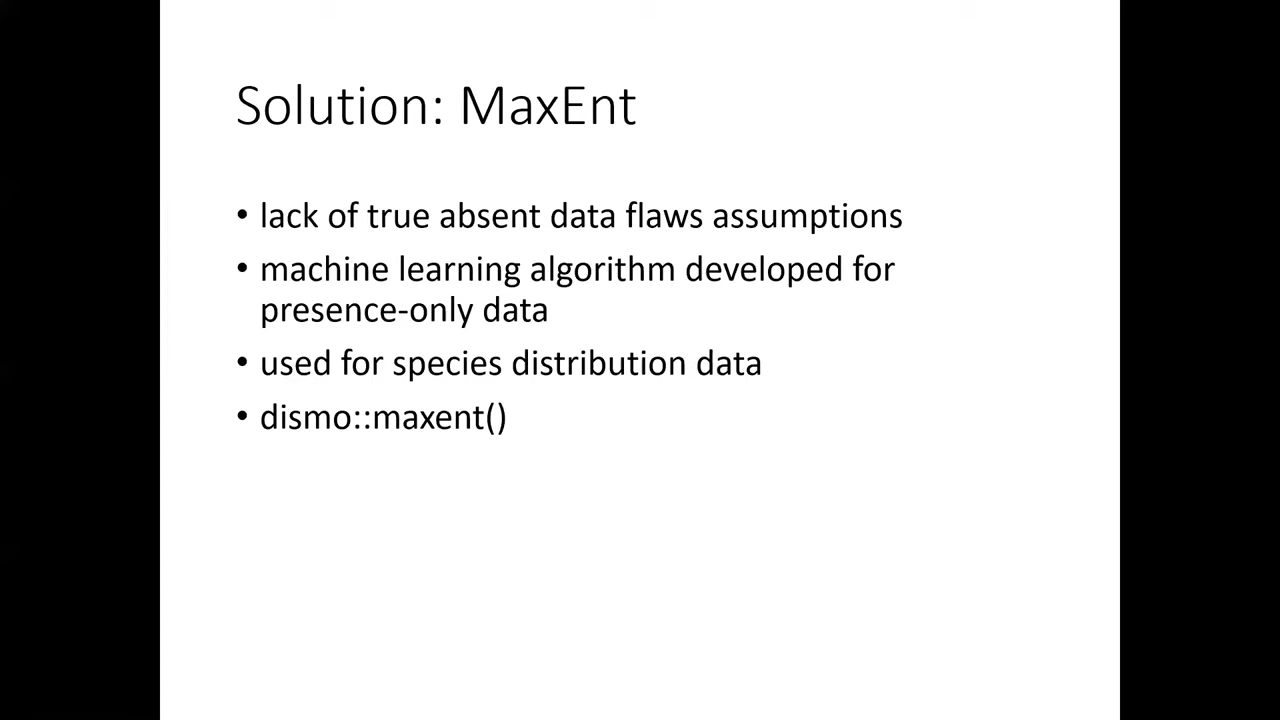 Solution: MaxEnt
• lack of true absent data flaws assumptions
• machine learning algorithm developed for
presence-only data
• used for species distribution data
• dismo::maxent()